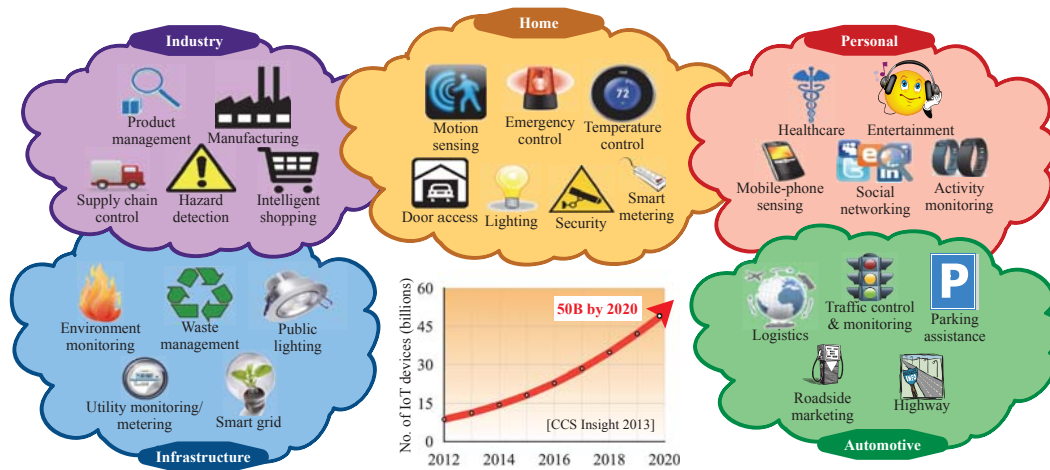 Industry
Product
management
Manufacturing
Supply chain
control
Hazard
detection
Intelligent
shopping
Home
Motion
sensing
Emergency
control
72
Temperature
control
Door access
Lighting
Security
Smart
metering
Personal
Healthcare
Entertainment
Mobile-phone
sensing
Social
networking
Activity
monitoring
Environment
monitoring
Waste
management
Public
lighting
Utility monitoring/
metering
Smart grid
Infrastructure
No. of IoT devices (billions)
60
45
30
15
0
50B by 2020
[CCS Insight 2013]
2012
2014
2016
2018
2020
Logistics
Traffic control
& monitoring
P
Parking
assistance
Roadside
marketing
Highway
Automotive